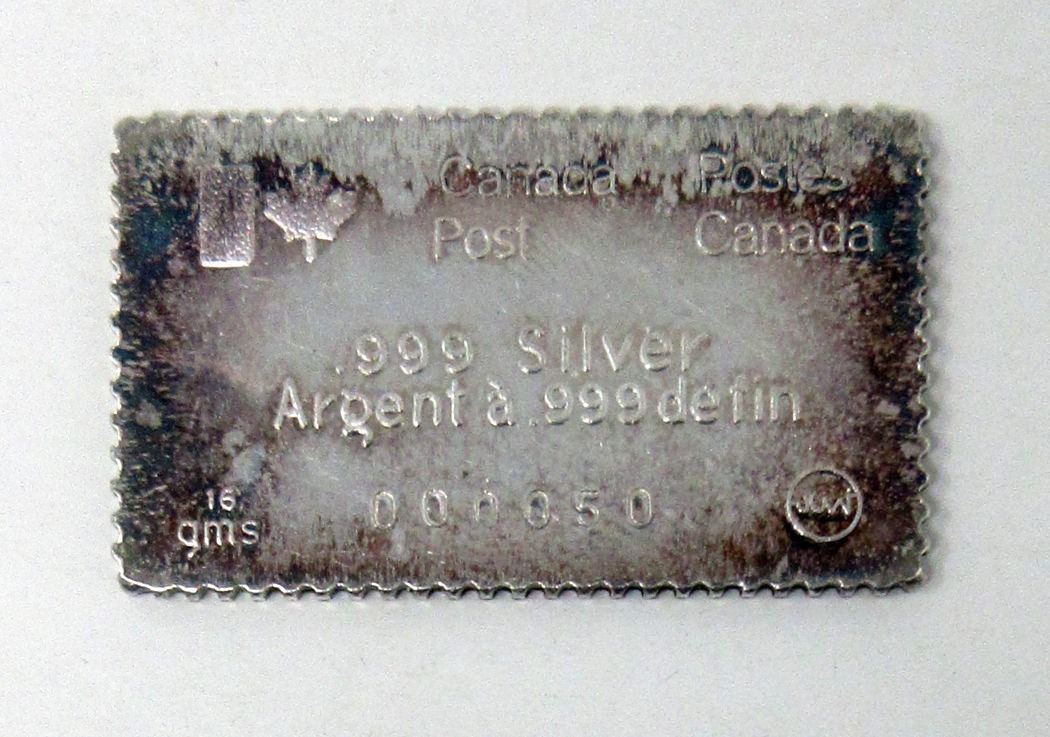 Canada Postes
Post Canada
.999 Silver
Argent à .999 de fin
16
gms
000050